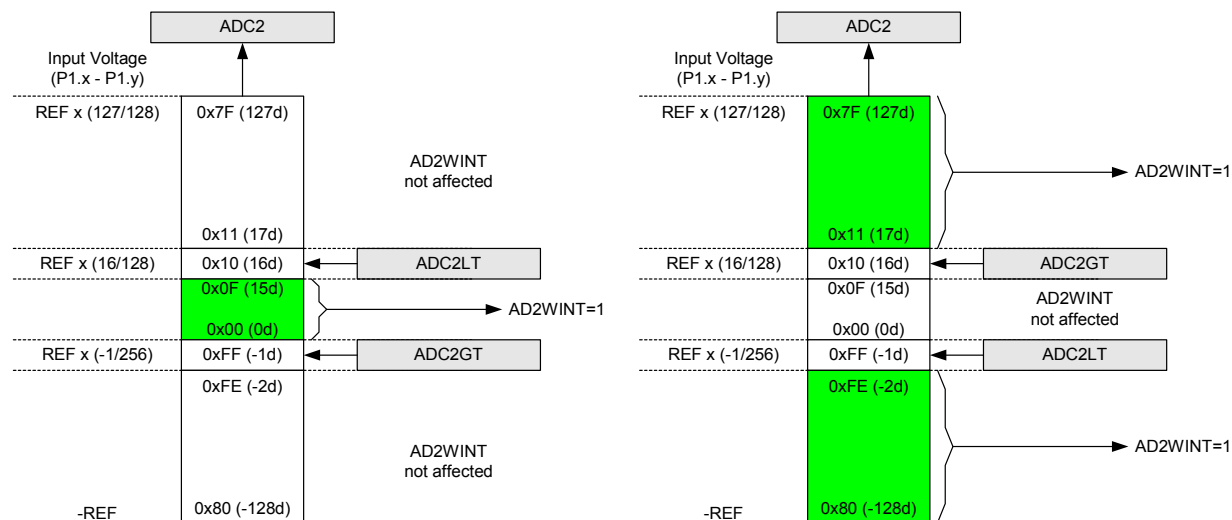 ADC2
Input Voltage
(P1.x - P1.y)
REF x (127/128)
0x7F (127d)
AD2WINT
not affected
0x11 (17d)
REF x (16/128)
0x10 (16d)
ADC2LT
0x0F (15d)
AD2WINT=1
0x00 (0d)
REF x (-1/256)
0xFF (-1d)
ADC2GT
0xFE (-2d)
AD2WINT
not affected
0x80 (-128d)
-REF
ADC2
Input Voltage
(P1.x - P1.y)
REF x (127/128)
0x7F (127d)
AD2WINT=1
0x11 (17d)
REF x (16/128)
0x10 (16d)
ADC2GT
0x0F (15d)
AD2WINT
not affected
0x00 (0d)
REF x (-1/256)
0xFF (-1d)
ADC2LT
0xFE (-2d)
AD2WINT=1
0x80 (-128d)
-REF